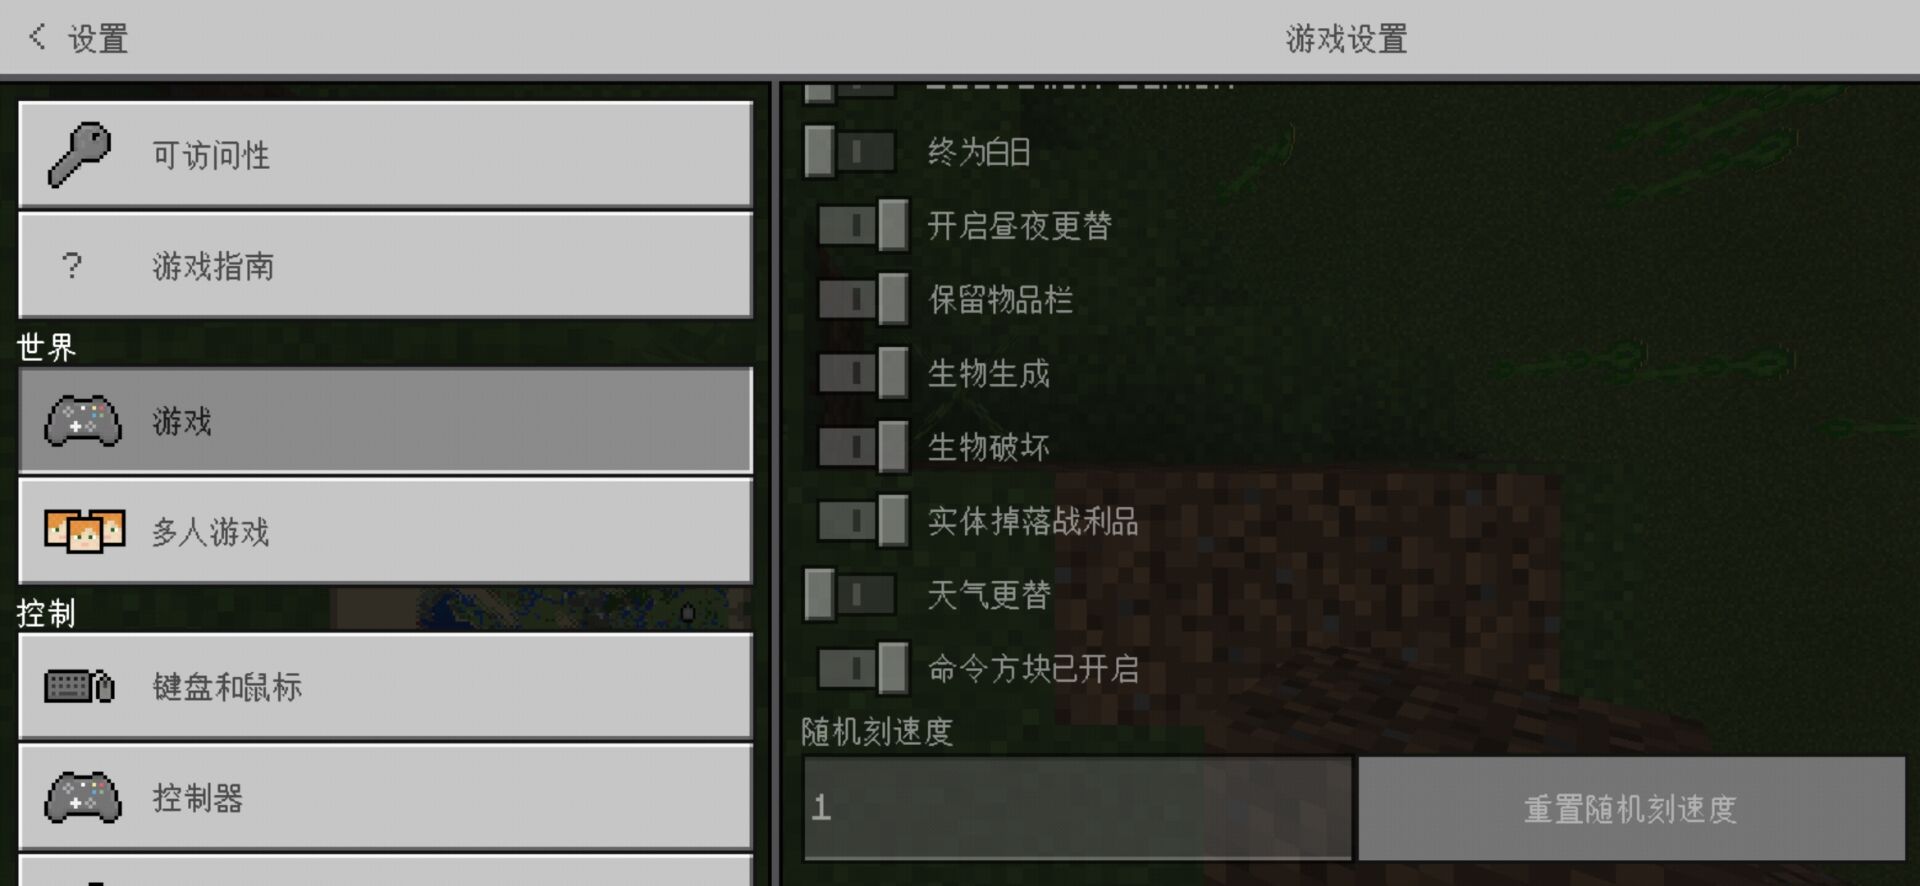 设置
游戏设置
可访问性
?
游戏指南
世界
游戏
多人游戏
控制
键盘和鼠标
控制器
终为白日
开启昼夜更替
保留物品栏
生物生成
生物破坏
实体掉落战利品
天气更替
命令方块已开启
随机刻速度
1
重置随机刻速度